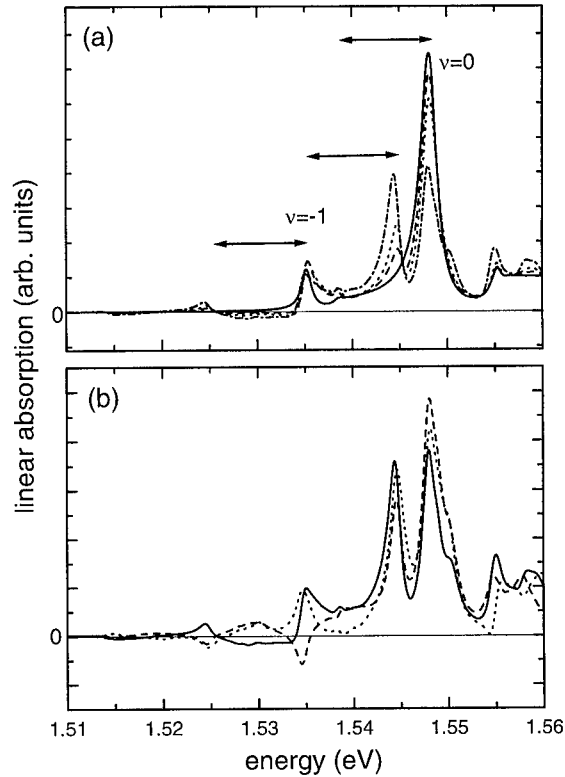 (a)
ν=0
ν=-1
0
(b)
0
linear absorption (arb. units)
1.51 1.52 1.53 1.54 1.55 1.56
energy (eV)